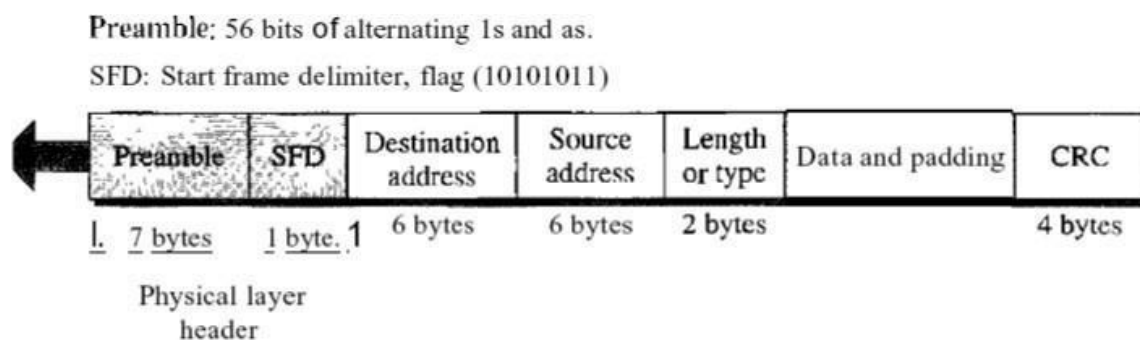 Preamble: 56 bits of alternating 1s and as.
SFD: Start frame delimiter, flag (10101011)
Preamble SFD Destination address Source address Length or type Data and padding CRC
l. 7 bytes 1 byte. 1 6 bytes 6 bytes 2 bytes 4 bytes
Physical layer
header